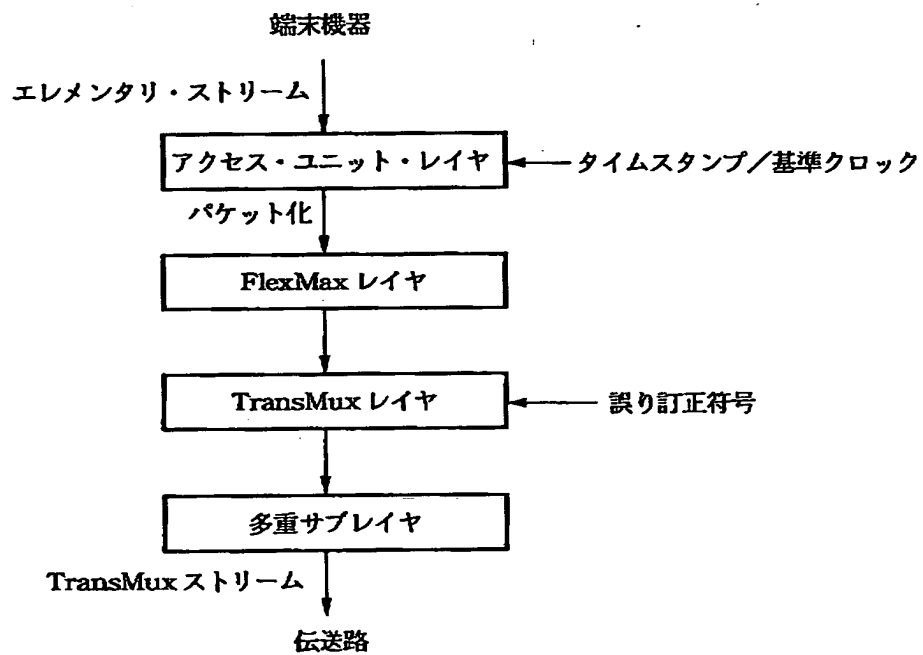 端末機器
エレメンタリ・ストリーム
アクセス・ユニット・レイヤ
タイムスタンプ／基準クロック
パケット化
FlexMax レイヤ
TransMux レイヤ
誤り訂正符号
多重サブレイヤ
TransMux ストリーム
伝送路